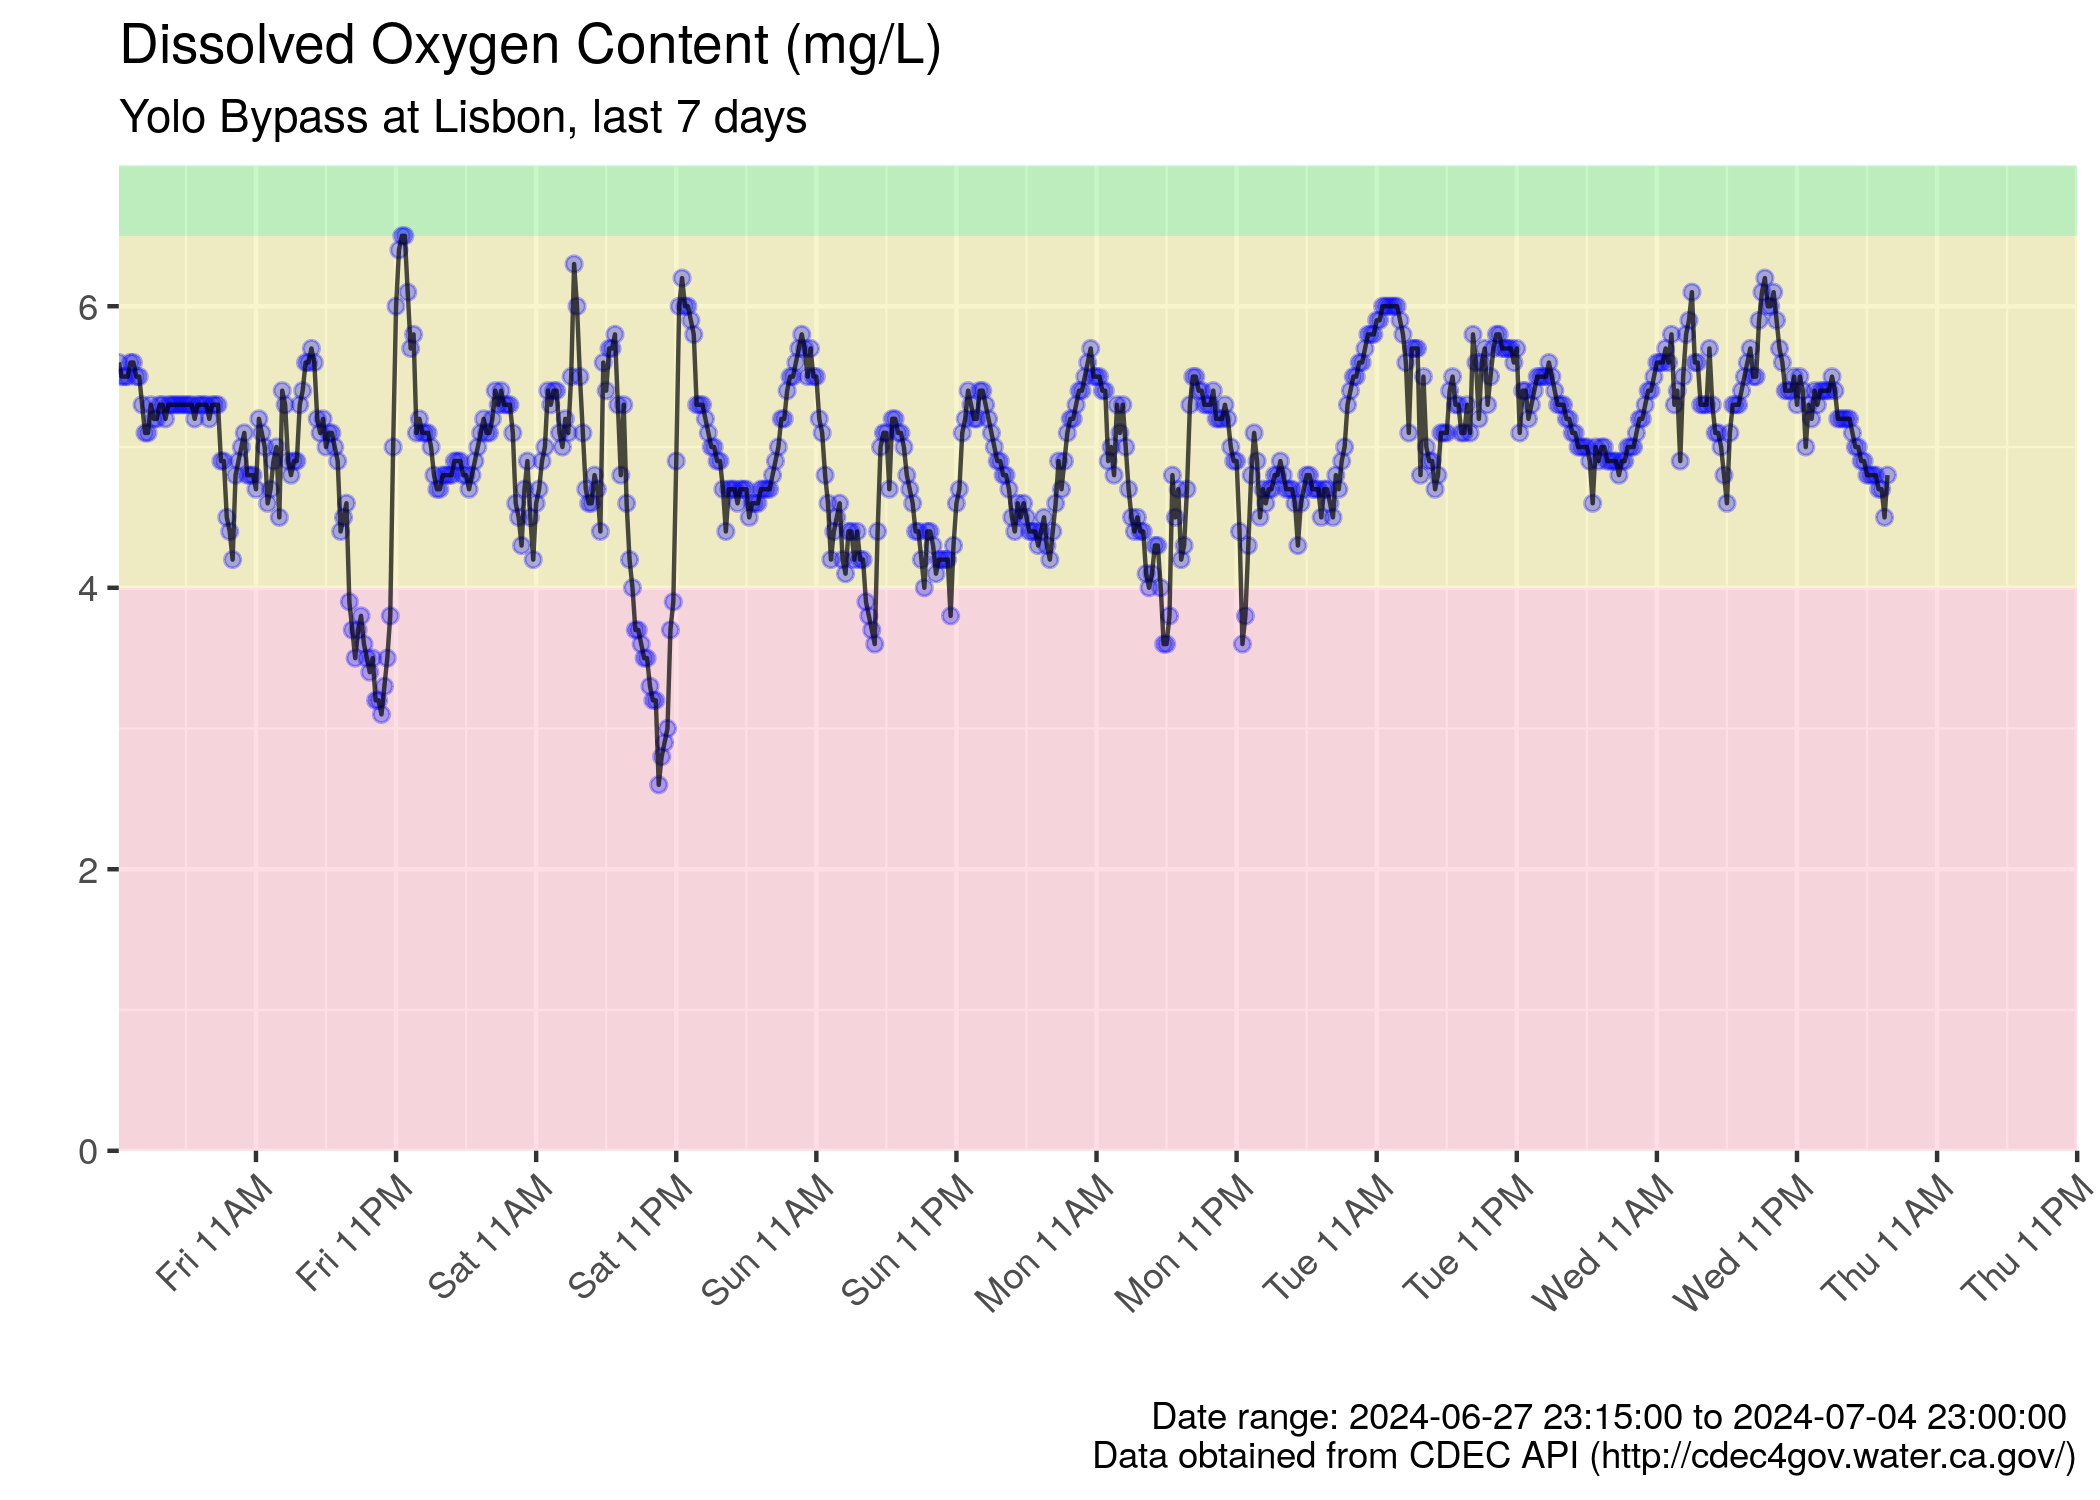 Dissolved Oxygen Content (mg/L)
Yolo Bypass at Lisbon, last 7 days
6
4
2
0
Fri 11AM
Fri 11PM
Sat 11AM
Sat 11PM
Sun 11AM
Sun 11PM
Mon 11AM
Mon 11PM
Tue 11AM
Tue 11PM
Wed 11AM
Wed 11PM
Thu 11AM
Thu 11PM
Date range: 2024-06-27 23:15:00 to 2024-07-04 23:00:00
Data obtained from CDEC API (http://cdec4gov.water.ca.gov/)